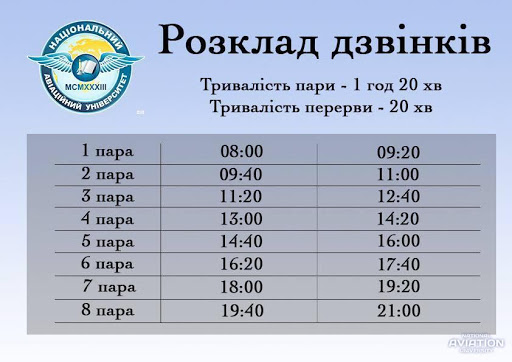 НАЦІОНАЛЬНИЙ
АВІАЦІЙНИЙ УНІВЕРСИТЕТ
MCMXXXIII
Розклад дзвінків
Тривалість пари - 1 год 20 хв
Тривалість перерви - 20 хв
1 пара 08:00 09:20
2 пара 09:40 11:00
3 пара 11:20 12:40
4 пара 13:00 14:20
5 пара 14:40 16:00
6 пара 16:20 17:40
7 пара 18:00 19:20
8 пара 19:40 21:00
NATIONAL
AVIATION
UNIVERSITY